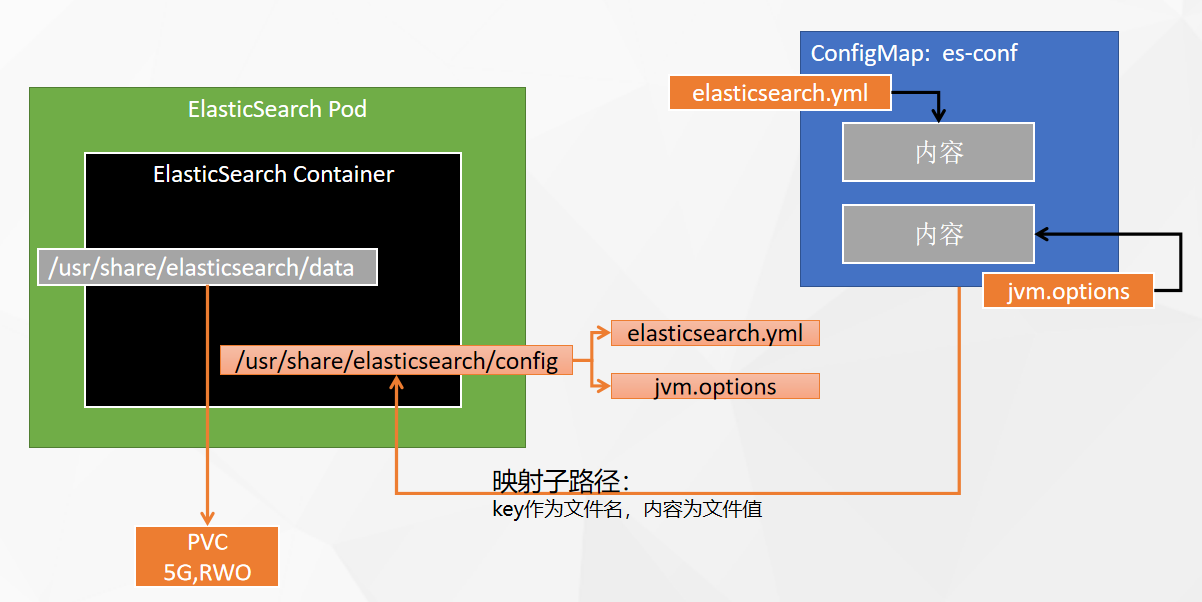 ConfigMap: es-conf
elasticsearch.yml
内容
内容
jvm.options
ElasticSearch Pod
ElasticSearch Container
/usr/share/elasticsearch/data
/usr/share/elasticsearch/config
elasticsearch.yml
jvm.options
映射子路径：
key作为文件名，内容为文件值
PVC
5G,RWO